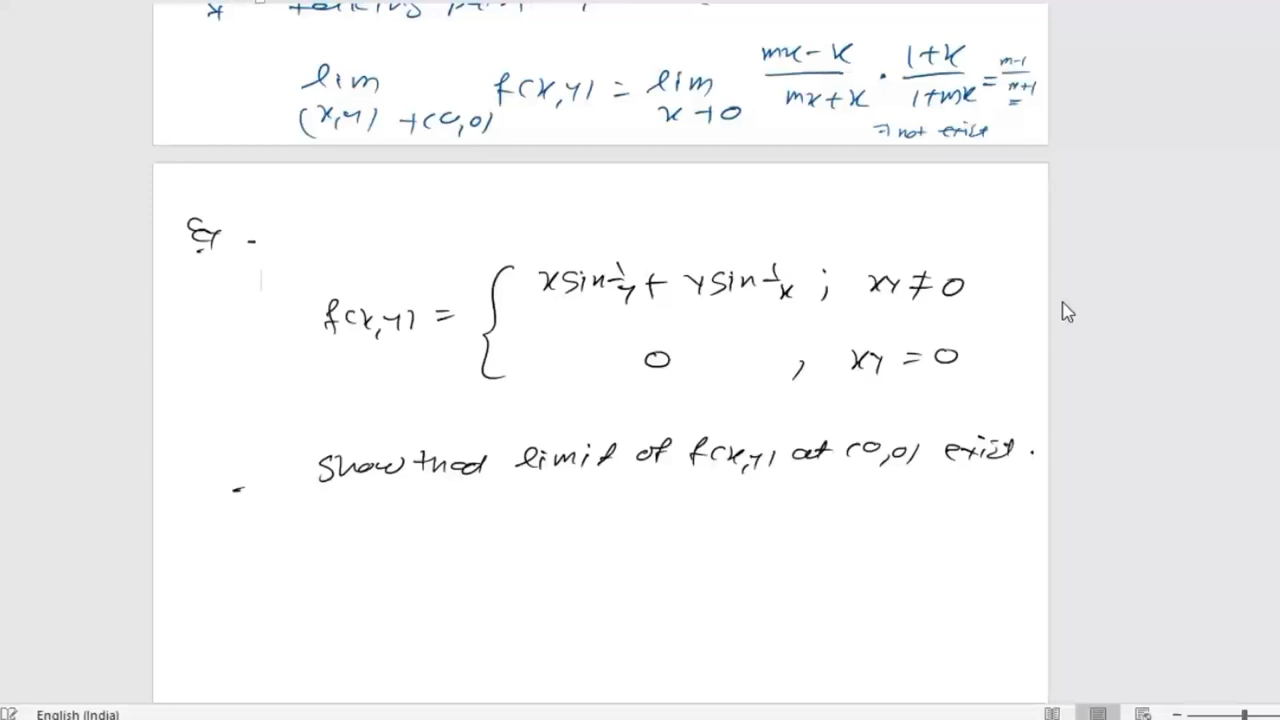 lim f(x,y) = lim mx - x / mx + x · 1 + x / 1 + mx = m-1 / m+1
(x,y) → (0,0) x → 0
⇒ not exist
Eg -
f(x,y) = { x sin 1/y + y sin 1/x ; xy ≠ 0
0 , xy = 0
Show that limit of f(x,y) at (0,0) exist.
English (India)